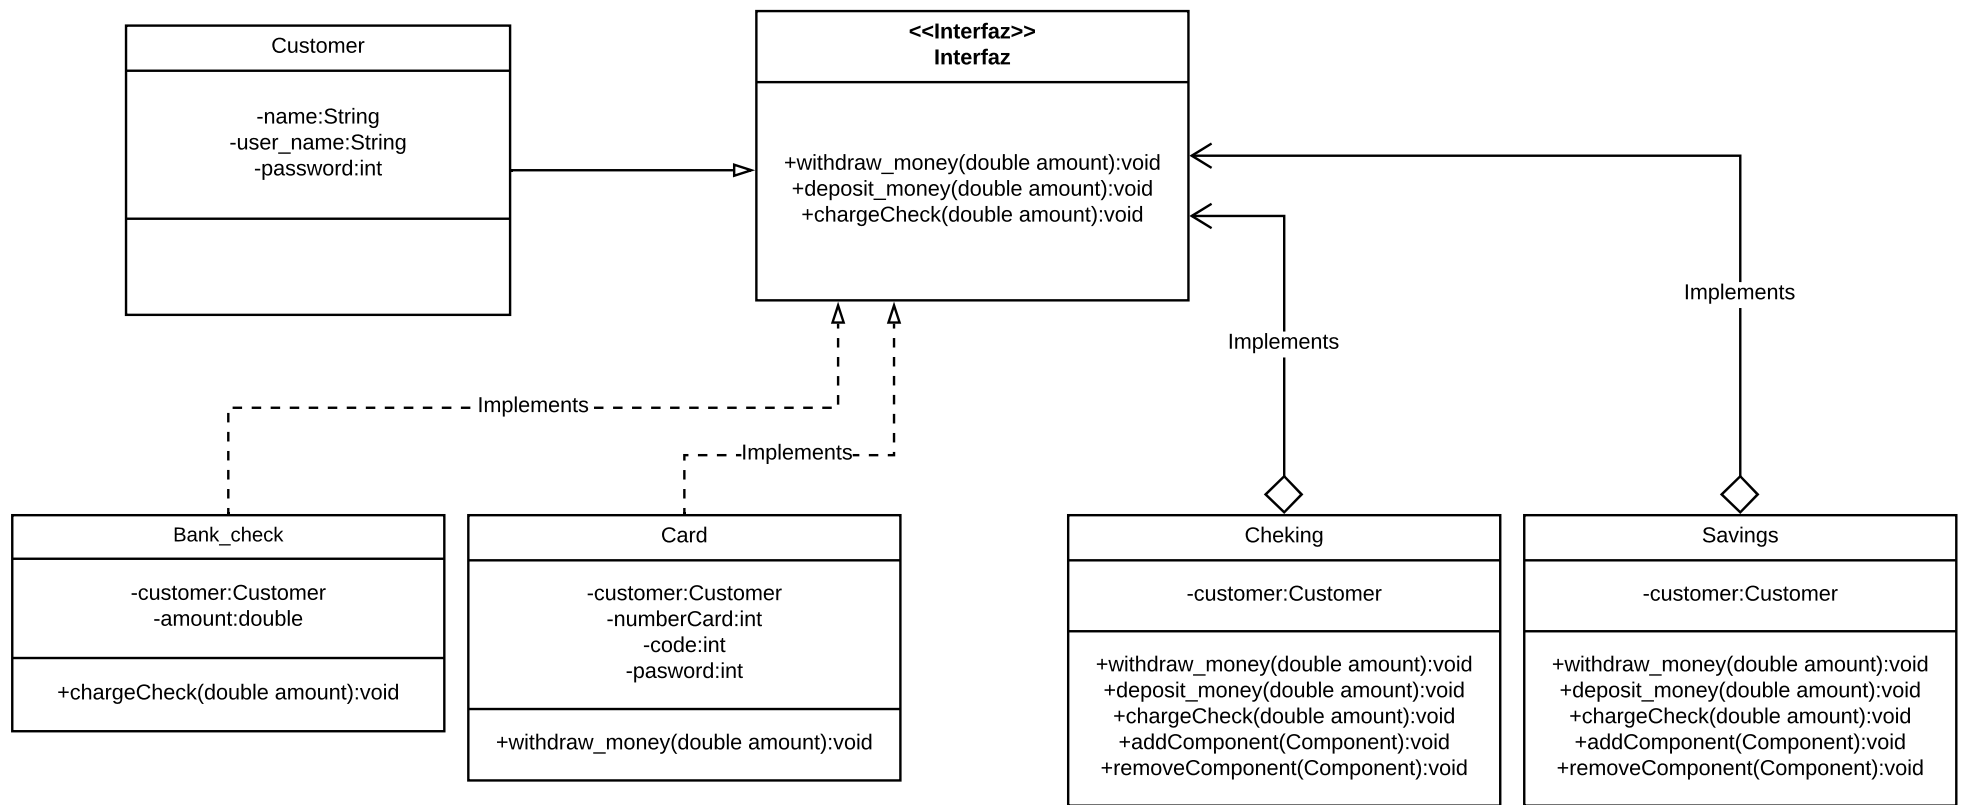 Customer
-name:String
-user_name:String
-password:int
<<Interfaz>>
Interfaz
+withdraw_money(double amount):void
+deposit_money(double amount):void
+chargeCheck(double amount):void
Implements
Implements
Implements
Implements
Bank_check
-customer:Customer
-amount:double
+chargeCheck(double amount):void
Card
-customer:Customer
-numberCard:int
-code:int
-pasword:int
+withdraw_money(double amount):void
Cheking
-customer:Customer
+withdraw_money(double amount):void
+deposit_money(double amount):void
+chargeCheck(double amount):void
+addComponent(Component):void
+removeComponent(Component):void
Savings
-customer:Customer
+withdraw_money(double amount):void
+deposit_money(double amount):void
+chargeCheck(double amount):void
+addComponent(Component):void
+removeComponent(Component):void